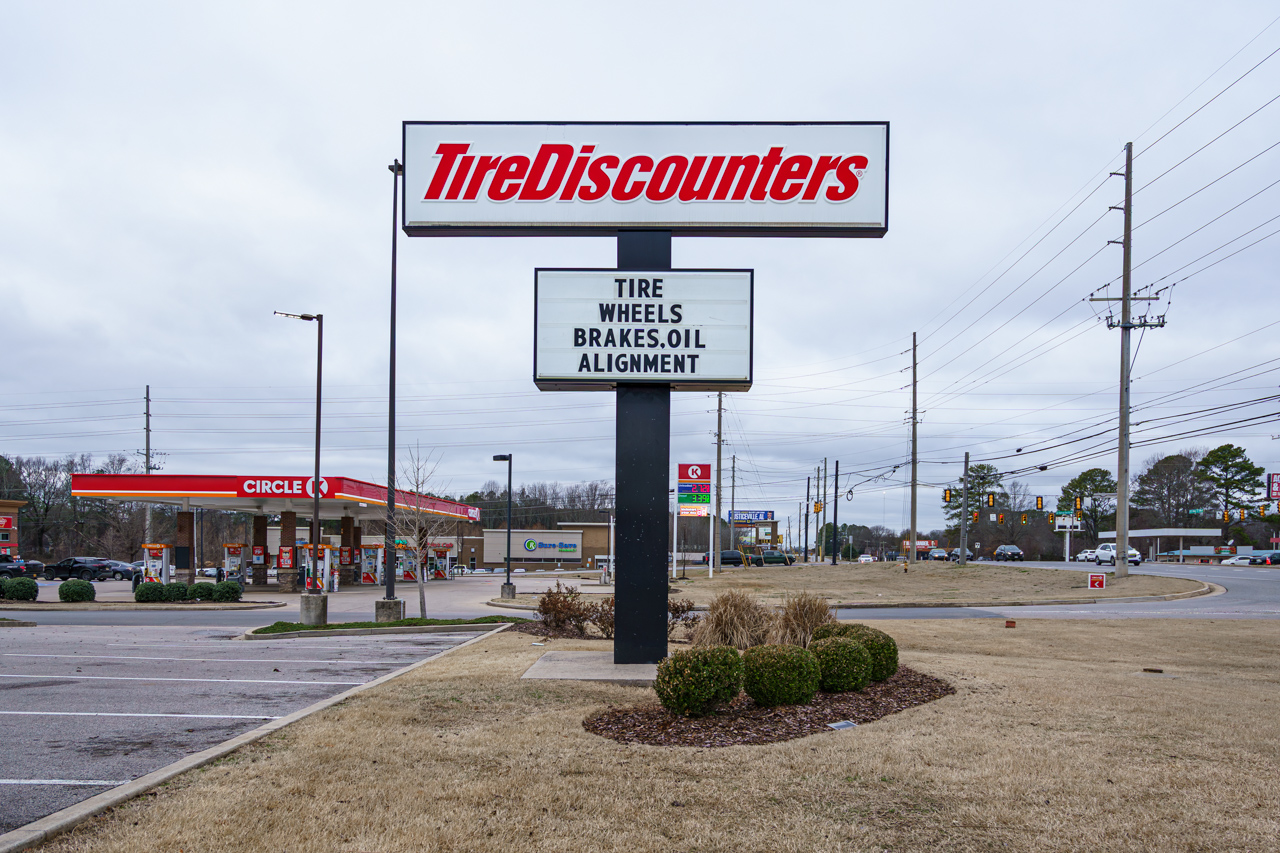 TireDiscounters®
TIRE
WHEELS
BRAKES.OIL
ALIGNMENT
CIRCLE K
K